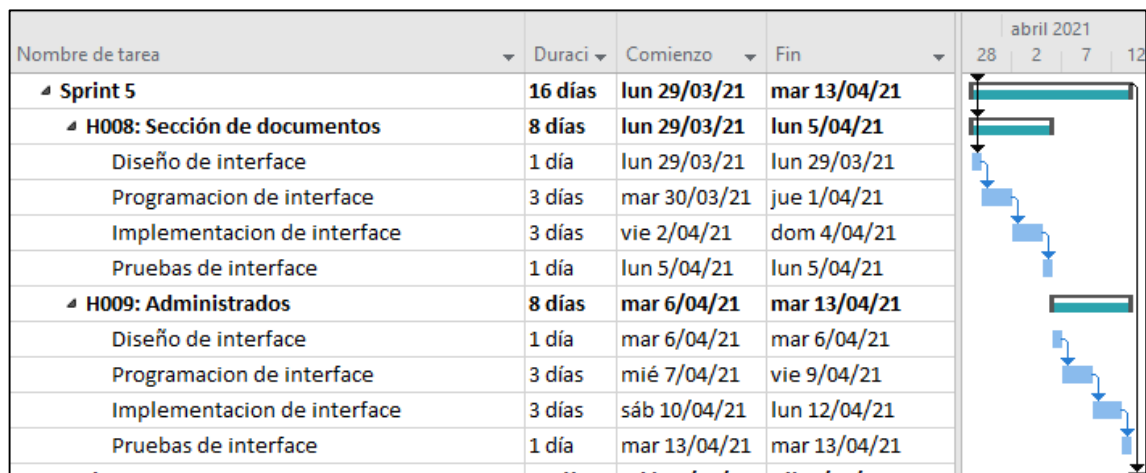 abril 2021
Nombre de tarea Duraci Comienzo Fin 28 2 7 12
Sprint 5 16 días lun 29/03/21 mar 13/04/21
H008: Sección de documentos 8 días lun 29/03/21 lun 5/04/21
Diseño de interface 1 día lun 29/03/21 lun 29/03/21
Programacion de interface 3 días mar 30/03/21 jue 1/04/21
Implementacion de interface 3 días vie 2/04/21 dom 4/04/21
Pruebas de interface 1 día lun 5/04/21 lun 5/04/21
H009: Administrados 8 días mar 6/04/21 mar 13/04/21
Diseño de interface 1 día mar 6/04/21 mar 6/04/21
Programacion de interface 3 días mié 7/04/21 vie 9/04/21
Implementacion de interface 3 días sáb 10/04/21 lun 12/04/21
Pruebas de interface 1 día mar 13/04/21 mar 13/04/21